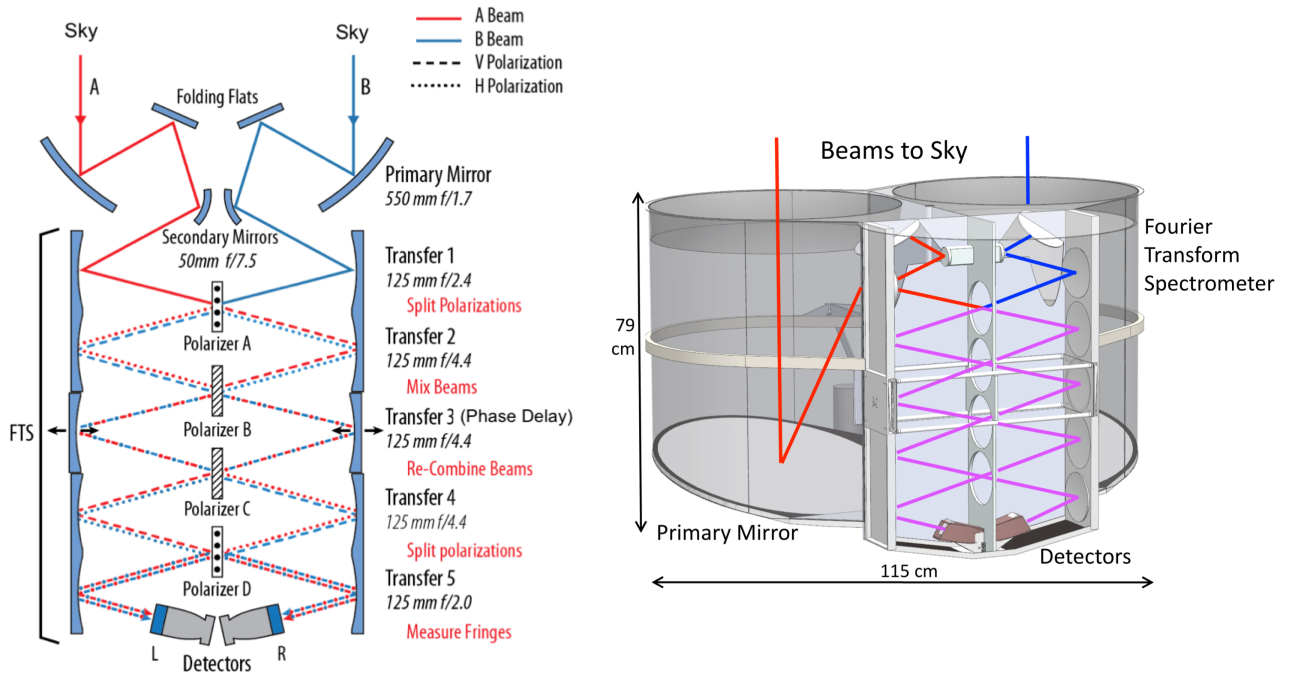 Sky
Sky
A Beam
B Beam
V Polarization
H Polarization
A
B
Folding Flats
Primary Mirror
550 mm f/1.7
Secondary Mirrors
50mm f/7.5
Transfer 1
125 mm f/2.4
Split Polarizations
Polarizer A
Transfer 2
125 mm f/4.4
Mix Beams
Polarizer B
FTS
Transfer 3 (Phase Delay)
125 mm f/4.4
Re-Combine Beams
Polarizer C
Transfer 4
125 mm f/4.4
Split polarizations
Polarizer D
Transfer 5
125 mm f/2.0
Measure Fringes
L
R
Detectors
Beams to Sky
Fourier
Transform
Spectrometer
79
cm
Primary Mirror
Detectors
115 cm